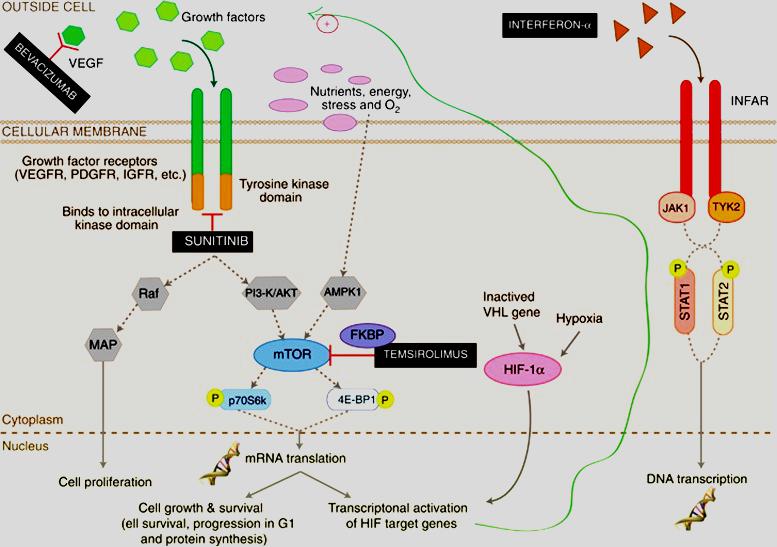 OUTSIDE CELL
Growth factors
BEVACIZUMAB
VEGF
INTERFERON-α
+
Nutrients, energy,
stress and O2
INFAR
CELLULAR MEMBRANE
Growth factor receptors
(VEGFR, PDGFR, IGFR, etc.)
Tyrosine kinase
domain
Binds to intracellular
kinase domain
SUNITINIB
JAK1
TYK2
P
P
STAT1
STAT2
Raf
PI3-K/AKT
AMPK1
MAP
FKBP
mTOR
TEMSIROLIMUS
Inactived
VHL gene
Hypoxia
HIF-1α
P
p70S6k
4E-BP1
P
Cytoplasm
Nucleus
mRNA translation
Cell proliferation
DNA transcription
Cell growth & survival
(ell survival, progression in G1
and protein synthesis)
Transcriptonal activation
of HIF target genes